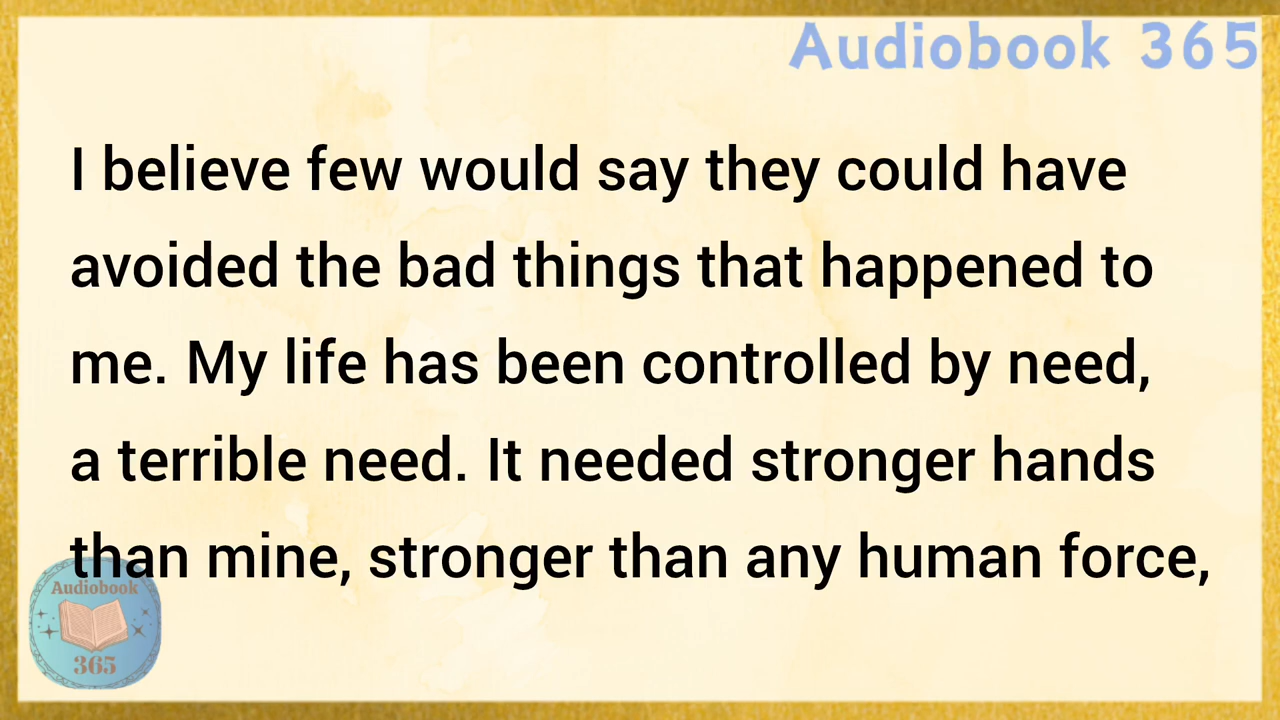 Audiobook 365
I believe few would say they could have
avoided the bad things that happened to
me. My life has been controlled by need,
a terrible need. It needed stronger hands
than mine, stronger than any human force,
Audiobook
365